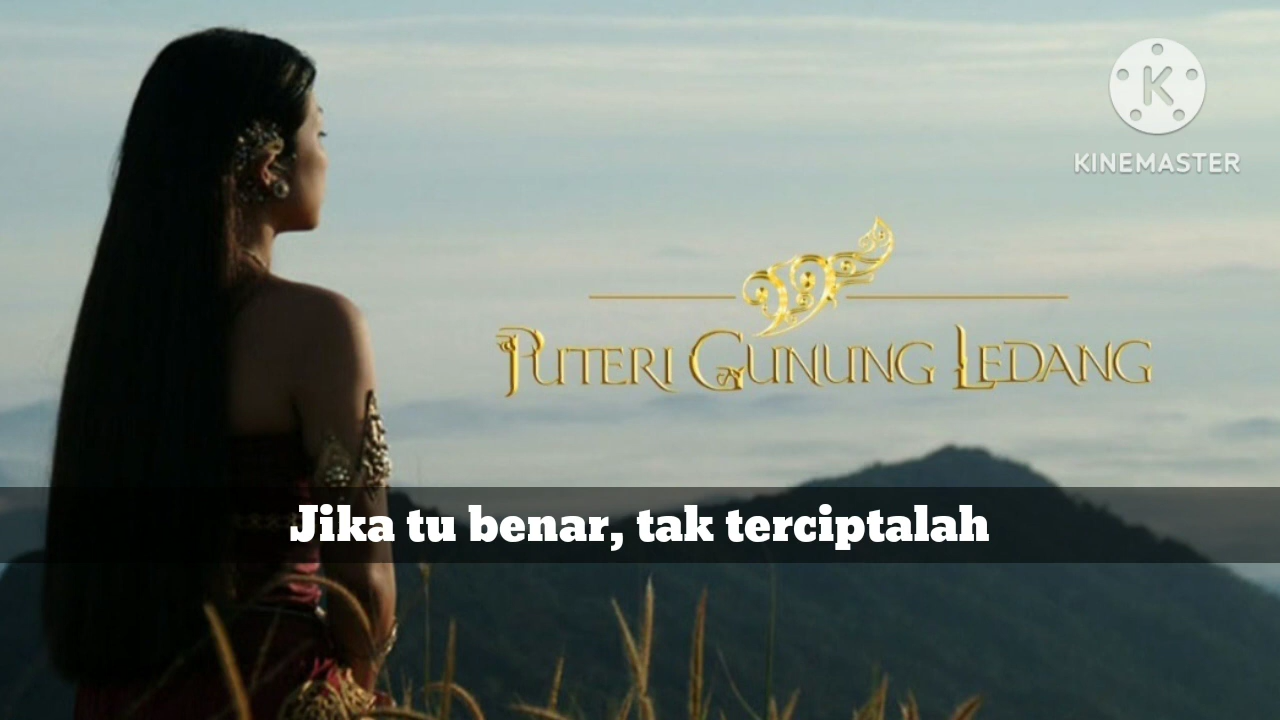 KINEMASTER
PUTERI GUNUNG LEDANG
Jika tu benar, tak terciptalah